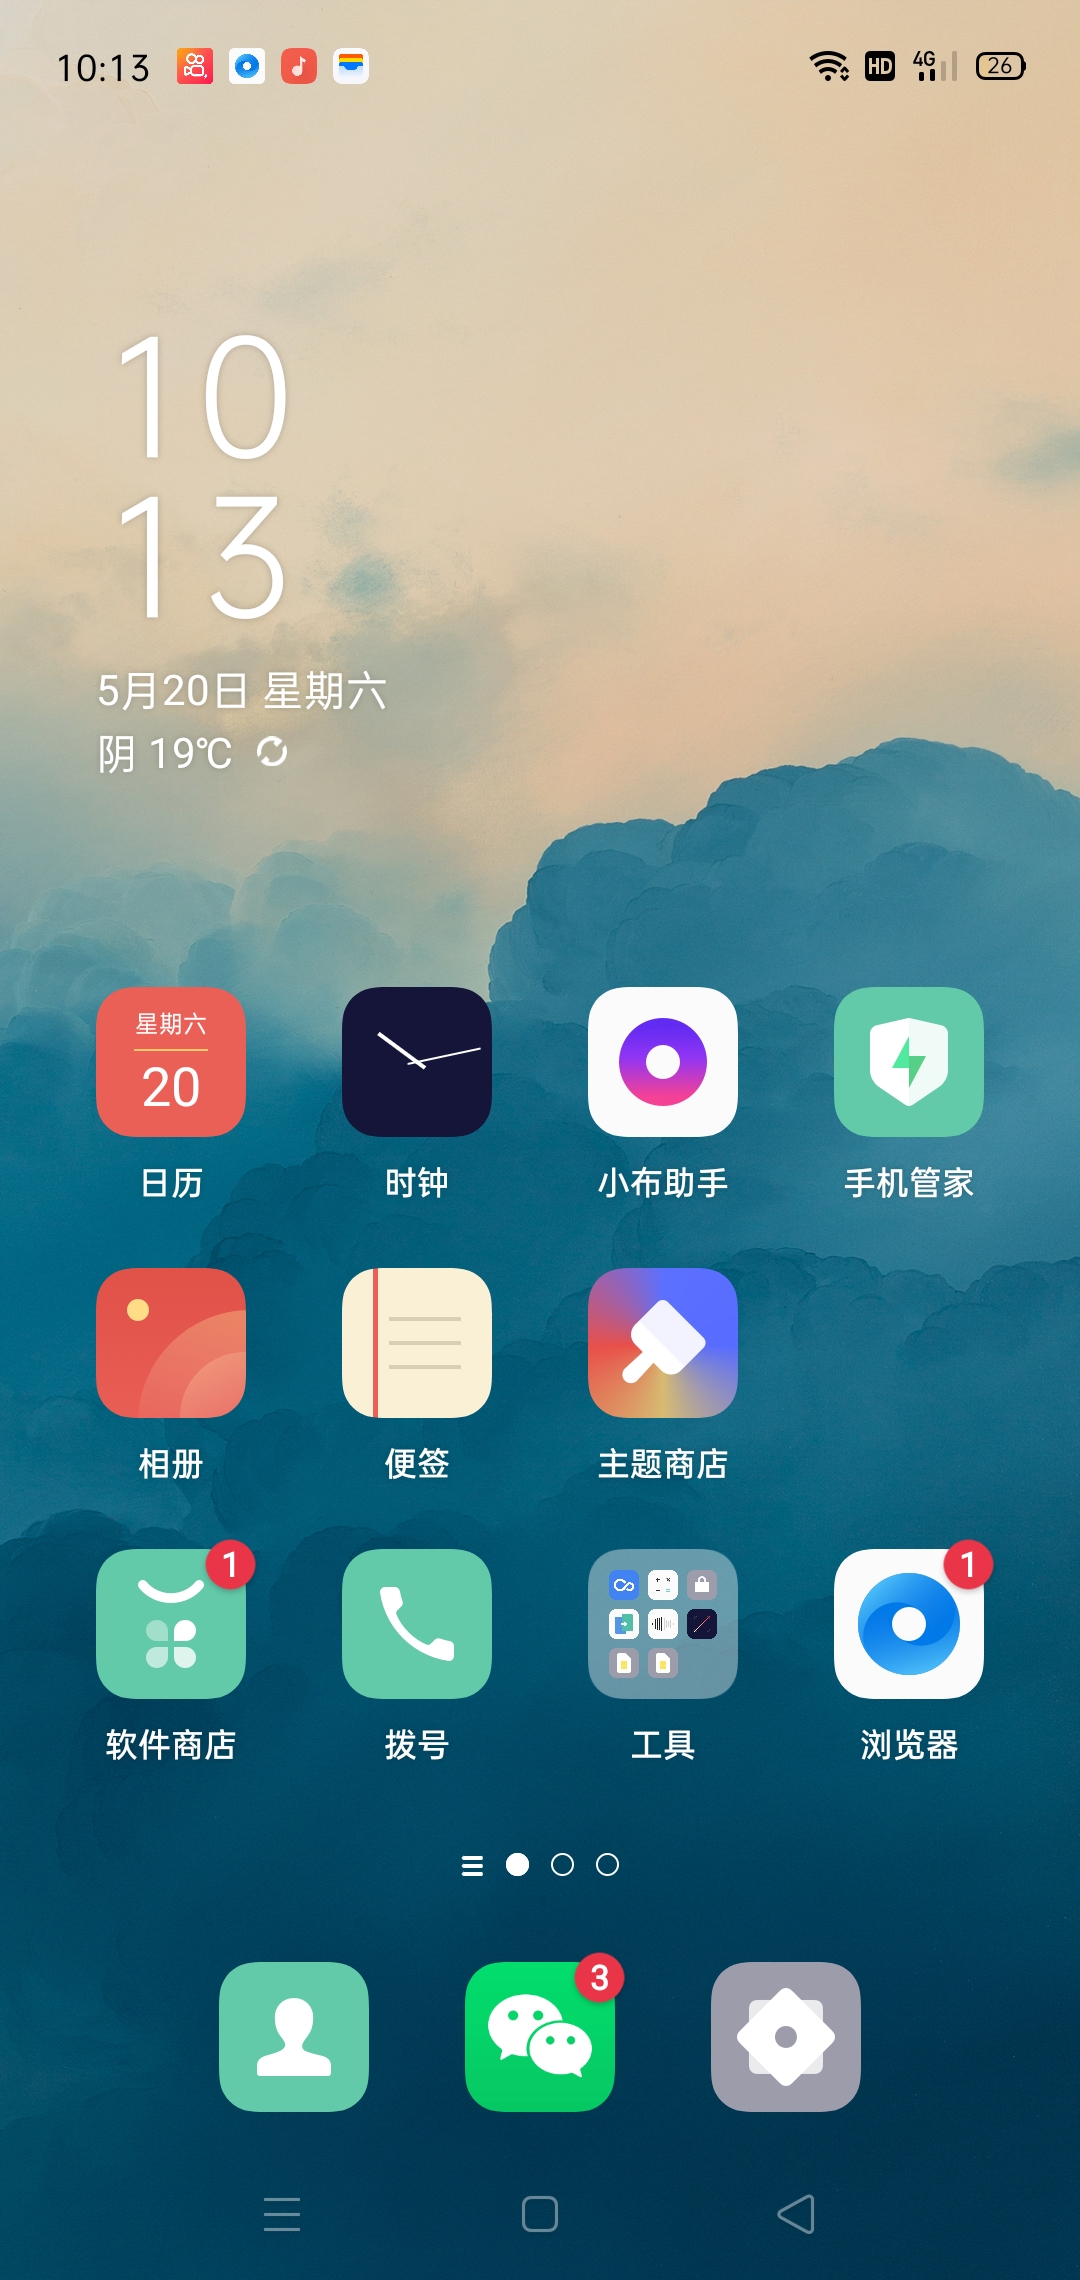 10:13
HD 4G 26
10
13
5月20日 星期六
阴 19℃
星期六
20
日历 时钟 小布助手 手机管家
相册 便签 主题商店
1 1
软件商店 拨号 工具 浏览器
3